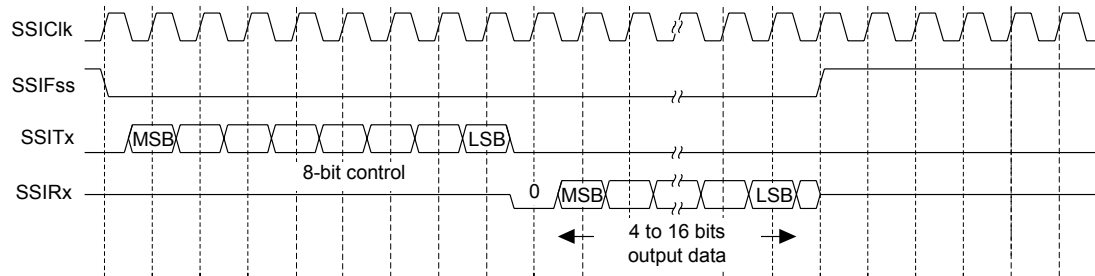 SSIClk
SSIFss
SSITx
MSB
LSB
8-bit control
SSIRx
0
MSB
LSB
4 to 16 bits
output data